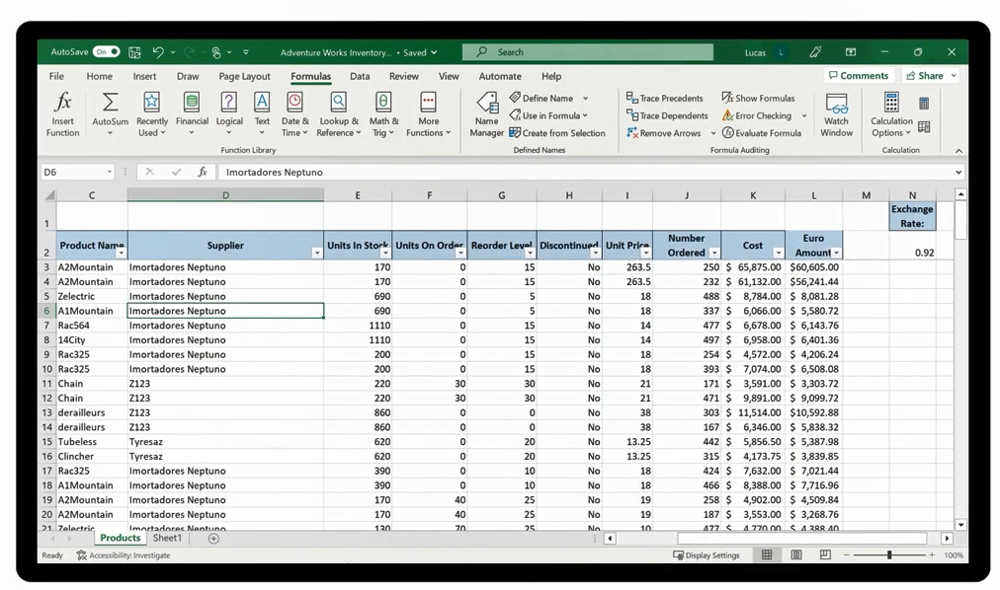 AutoSave On Adventure Works Inventory... • Saved Search Lucas L
File Home Insert Draw Page Layout Formulas Data Review View Automate Help Comments Share
fx Σ ? A θ Define Name Trace Precedents Show Formulas
Use in Formula Trace Dependents Error Checking
Insert AutoSum Recently Financial Logical Text Date & Lookup & Math & More Name Create from Selection Remove Arrows Evaluate Formula Watch Calculation
Function Used Time Reference Trig Functions Manager Window Options
Function Library Defined Names Formula Auditing Calculation
D6 fx Imortadores Neptuno
C D E F G H I J K L M N
1 Exchange
Rate:
2 Product Name Supplier Units In Stock Units On Order Reorder Level Discontinued Unit Price Number Ordered Cost Euro Amount 0.92
3 A2Mountain Imortadores Neptuno 170 0 15 No 263.5 250 $ 65,875.00 $60,605.00
4 A2Mountain Imortadores Neptuno 170 0 15 No 263.5 232 $ 61,132.00 $56,241.44
5 Zelectric Imortadores Neptuno 690 0 5 No 18 488 $ 8,784.00 $ 8,081.28
6 A1Mountain Imortadores Neptuno 690 0 5 No 18 337 $ 6,066.00 $ 5,580.72
7 Rac564 Imortadores Neptuno 1110 0 15 No 14 477 $ 6,678.00 $ 6,143.76
8 14City Imortadores Neptuno 1110 0 15 No 14 497 $ 6,958.00 $ 6,401.36
9 Rac325 Imortadores Neptuno 200 0 15 No 18 254 $ 4,572.00 $ 4,206.24
10 Rac325 Imortadores Neptuno 200 0 15 No 18 393 $ 7,074.00 $ 6,508.08
11 Chain Z123 220 30 30 No 21 171 $ 3,591.00 $ 3,303.72
12 Chain Z123 220 30 30 No 21 471 $ 9,891.00 $ 9,099.72
13 derailleurs Z123 860 0 0 No 38 303 $ 11,514.00 $10,592.88
14 derailleurs Z123 860 0 0 No 38 167 $ 6,346.00 $ 5,838.32
15 Tubeless Tyresaz 620 0 20 No 13.25 442 $ 5,856.50 $ 5,387.98
16 Clincher Tyresaz 620 0 20 No 13.25 315 $ 4,173.75 $ 3,839.85
17 Rac325 Imortadores Neptuno 390 0 10 No 18 424 $ 7,632.00 $ 7,021.44
18 A1Mountain Imortadores Neptuno 390 0 10 No 18 466 $ 8,388.00 $ 7,716.96
19 A2Mountain Imortadores Neptuno 170 40 25 No 19 258 $ 4,902.00 $ 4,509.84
20 A2Mountain Imortadores Neptuno 170 40 25 No 19 187 $ 3,553.00 $ 3,268.76
21 Zelectric Imortadores Neptuno 130 70 25 No 10 477 $ 4,770.00 $ 4,388.40
Products Sheet1
Ready Accessibility: Investigate Display Settings 100%